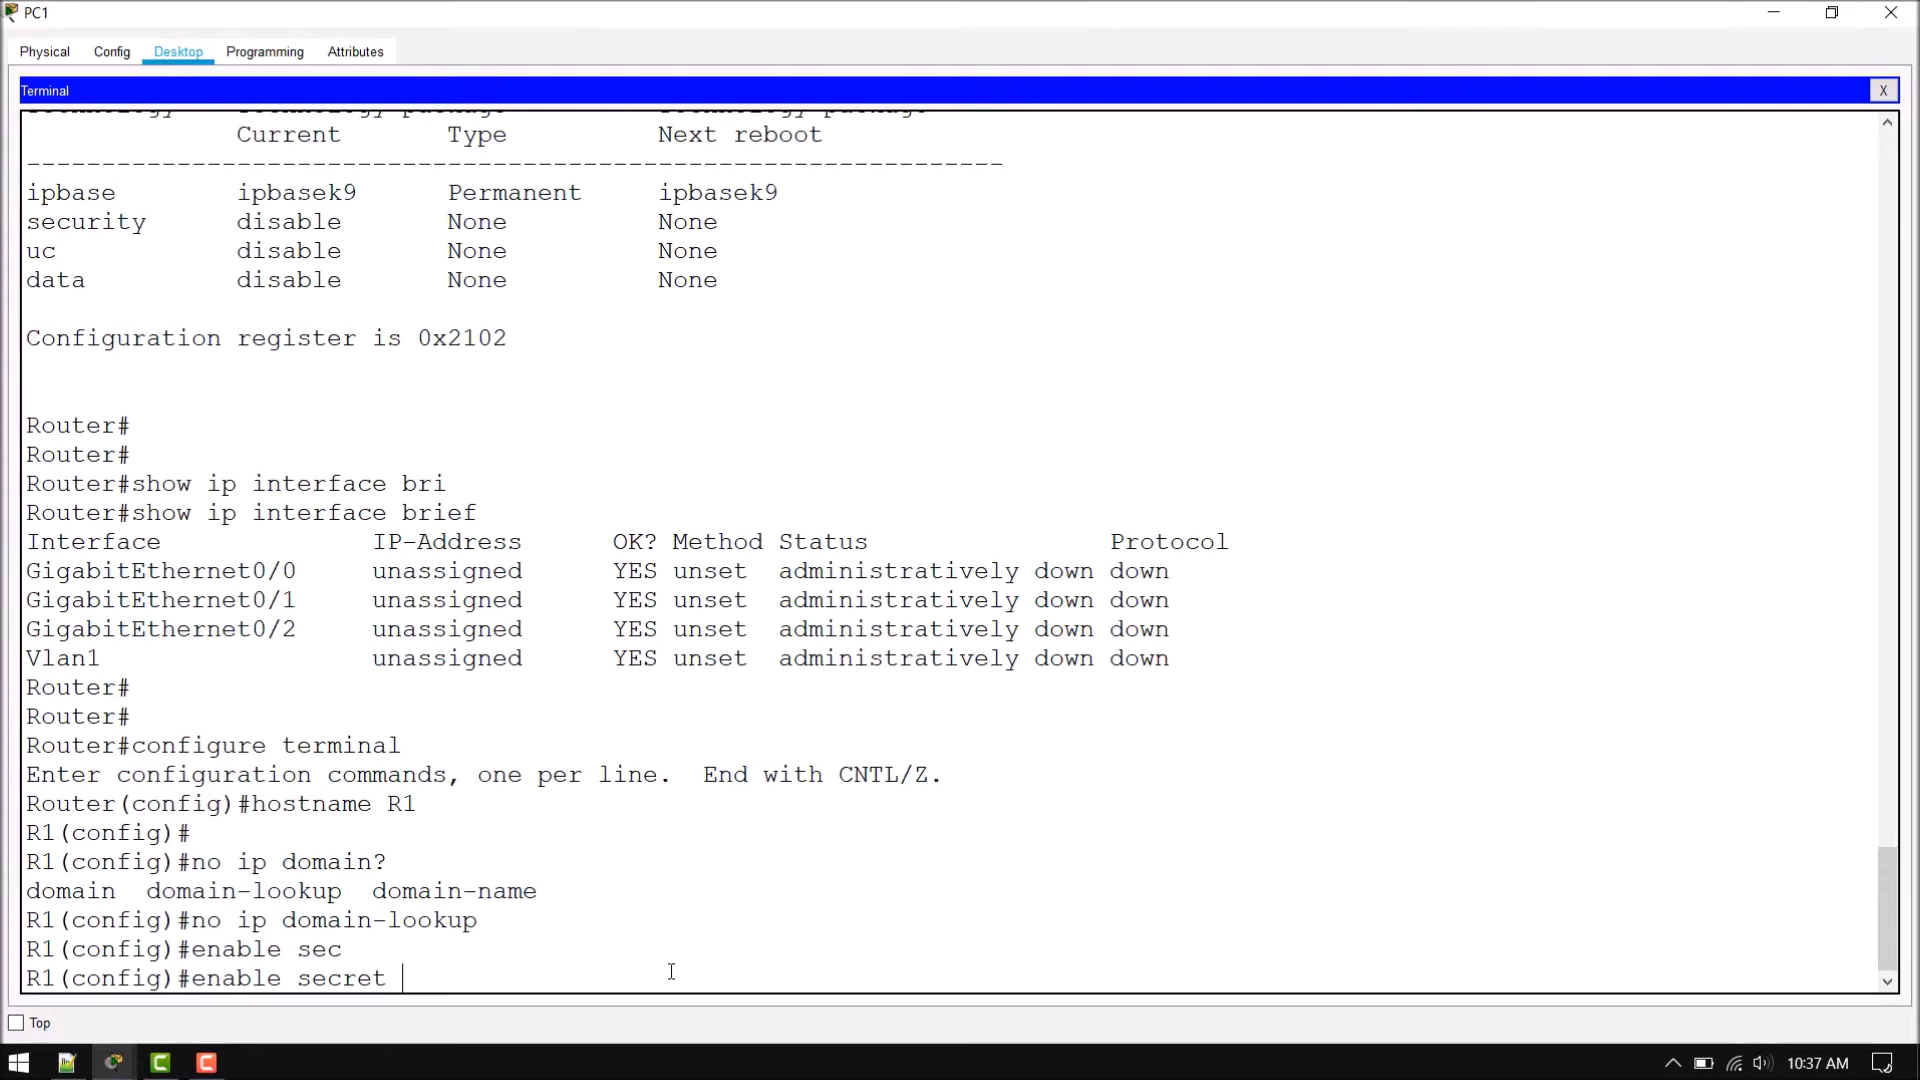 PC1
Physical Config Desktop Programming Attributes
Terminal X
Technology Technology-package Technology-package
Current Type Next reboot
-----------------------------------------------------------------
ipbase ipbasek9 Permanent ipbasek9
security disable None None
uc disable None None
data disable None None
Configuration register is 0x2102
Router#
Router#
Router#show ip interface bri
Router#show ip interface brief
Interface IP-Address OK? Method Status Protocol
GigabitEthernet0/0 unassigned YES unset administratively down down
GigabitEthernet0/1 unassigned YES unset administratively down down
GigabitEthernet0/2 unassigned YES unset administratively down down
Vlan1 unassigned YES unset administratively down down
Router#
Router#
Router#configure terminal
Enter configuration commands, one per line. End with CNTL/Z.
Router(config)#hostname R1
R1(config)#
R1(config)#no ip domain?
domain domain-lookup domain-name
R1(config)#no ip domain-lookup
R1(config)#enable sec
R1(config)#enable secret
Top
10:37 AM